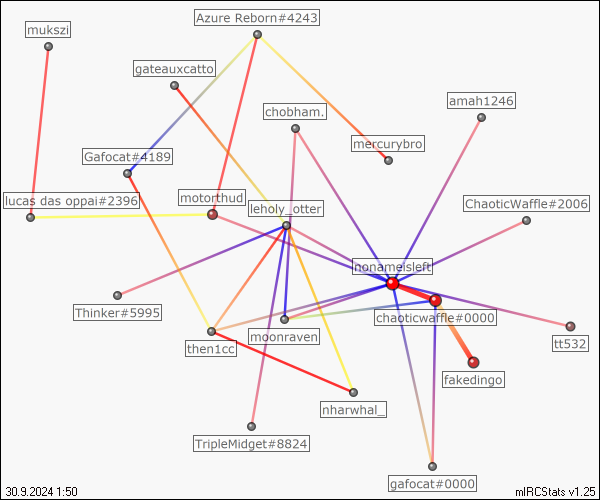 Azure Reborn#4243
mukszi
gateauxcatto
amah1246
chobham.
mercurybro
Gafocat#4189
lucas das oppai#2396
motorthud
ChaoticWaffle#2006
leholy_otter
nonameisleft
Thinker#5995
chaoticwaffle#0000
moonraven
tt532
then1cc
fakedingo
nharwhal_
TripleMidget#8824
gafocat#0000
30.9.2024 1:50
mIRCStats v1.25